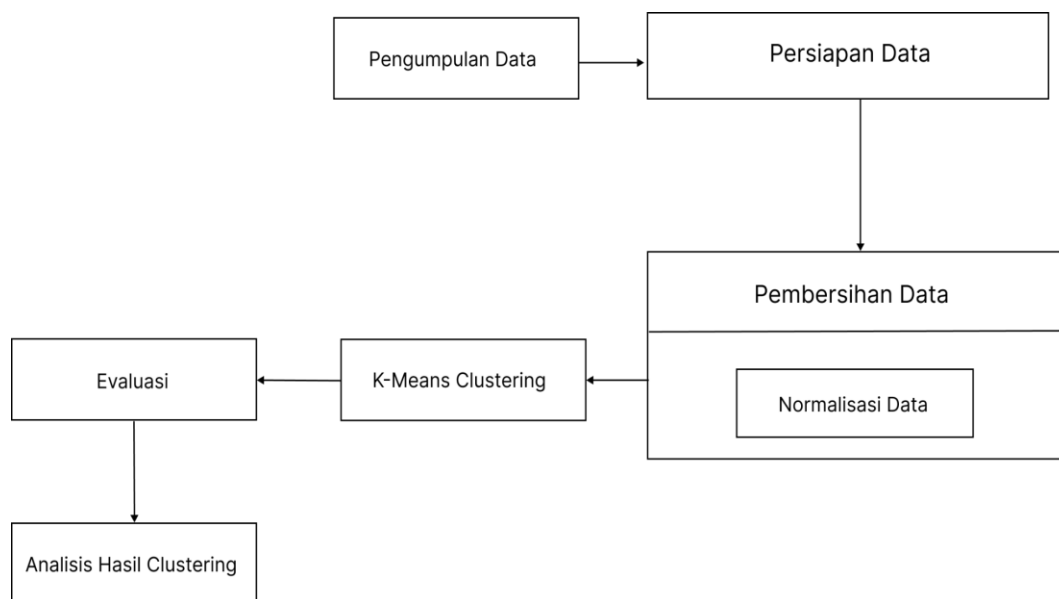 Pengumpulan Data
Persiapan Data
Pembersihan Data
Normalisasi Data
K-Means Clustering
Evaluasi
Analisis Hasil Clustering